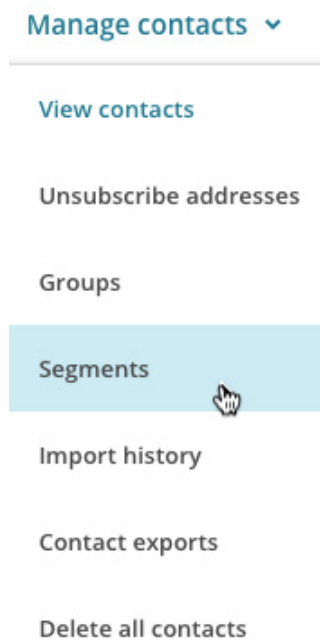 Manage contacts
View contacts
Unsubscribe addresses
Groups
Segments
Import history
Contact exports
Delete all contacts